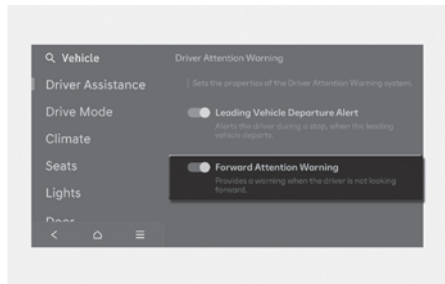 Vehicle
Driver Assistance
Drive Mode
Climate
Seats
Lights
Door
Driver Attention Warning
Sets the properties of the Driver Attention Warning system.
Leading Vehicle Departure Alert
Alerts the driver during a stop, when the leading
vehicle departs.
Forward Attention Warning
Provides a warning when the driver is not looking
forward.